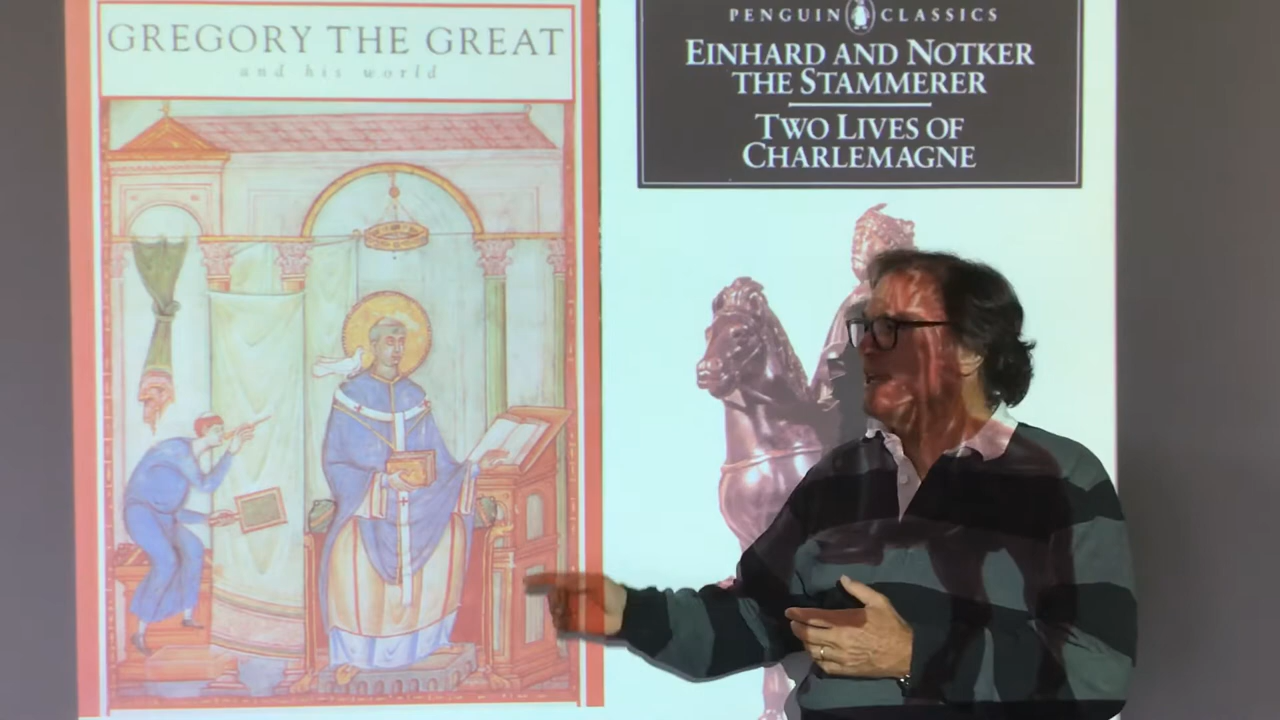 GREGORY THE GREAT
and his world
PENGUIN CLASSICS
EINHARD AND NOTKER
THE STAMMERER
TWO LIVES OF
CHARLEMAGNE